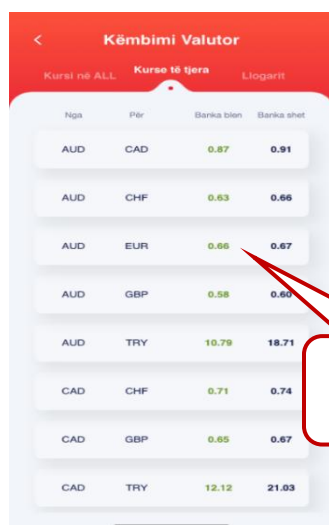 < Këmbimi Valutor
Kursi në ALL Kurse të tjera Llogarit
Nga Për Banka blen Banka shet
AUD CAD 0.87 0.91
AUD CHF 0.63 0.66
AUD EUR 0.66 0.67
AUD GBP 0.58 0.60
AUD TRY 10.79 18.71
CAD CHF 0.71 0.74
CAD GBP 0.65 0.67
CAD TRY 12.12 21.03